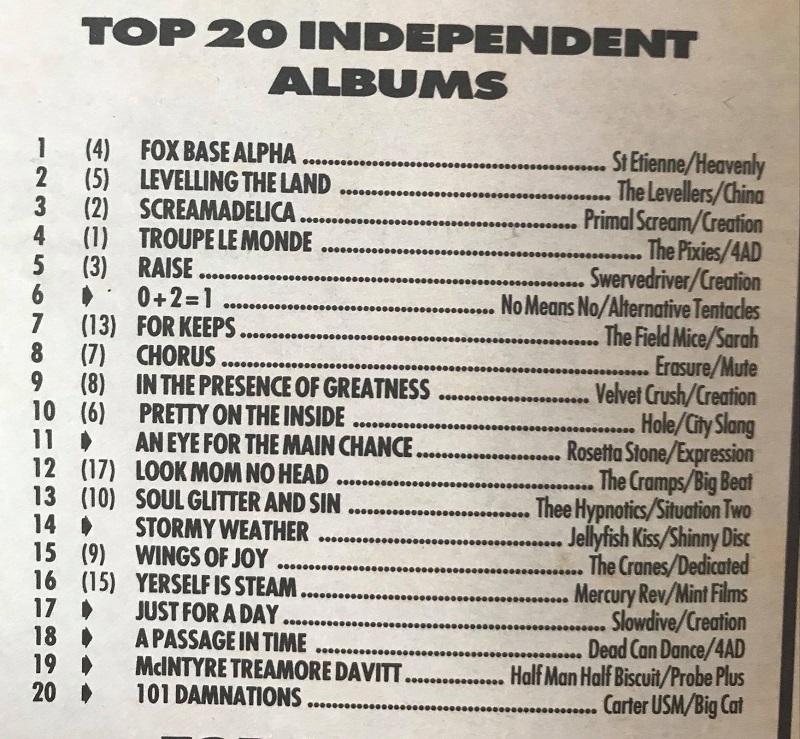 TOP 20 INDEPENDENT
ALBUMS
1 (4) FOX BASE ALPHA ........ St Etienne/Heavenly
2 (5) LEVELLING THE LAND ........ The Levellers/China
3 (2) SCREAMADELICA ........ Primal Scream/Creation
4 (1) TROUPE LE MONDE ........ The Pixies/4AD
5 (3) RAISE ........ Swervedriver/Creation
6 ➧ 0+2=1 ........ No Means No/Alternative Tentacles
7 (13) FOR KEEPS ........ The Field Mice/Sarah
8 (7) CHORUS ........ Erasure/Mute
9 (8) IN THE PRESENCE OF GREATNESS ........ Velvet Crush/Creation
10 (6) PRETTY ON THE INSIDE ........ Hole/City Slang
11 ➧ AN EYE FOR THE MAIN CHANCE ........ Rosetta Stone/Expression
12 (17) LOOK MOM NO HEAD ........ The Cramps/Big Beat
13 (10) SOUL GLITTER AND SIN ........ Thee Hypnotics/Situation Two
14 ➧ STORMY WEATHER ........ Jellyfish Kiss/Shinny Disc
15 (9) WINGS OF JOY ........ The Cranes/Dedicated
16 (15) YERSELF IS STEAM ........ Mercury Rev/Mint Films
17 ➧ JUST FOR A DAY ........ Slowdive/Creation
18 ➧ A PASSAGE IN TIME ........ Dead Can Dance/4AD
19 ➧ McINTYRE TREAMORE DAVITT ........ Half Man Half Biscuit/Probe Plus
20 ➧ 101 DAMNATIONS ........ Carter USM/Big Cat